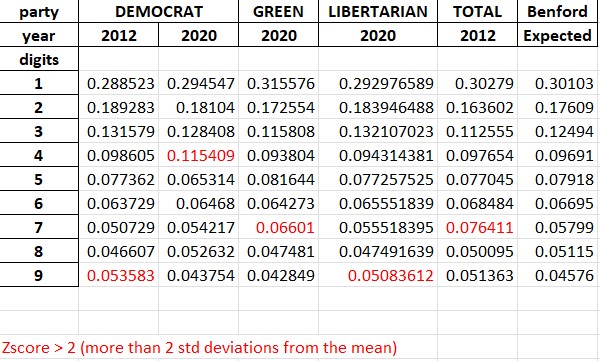 party DEMOCRAT GREEN LIBERTARIAN TOTAL Benford
year 2012 2020 2020 2020 2012 Expected
digits
1 0.288523 0.294547 0.315576 0.292976589 0.30279 0.30103
2 0.189283 0.18104 0.172554 0.183946488 0.163602 0.17609
3 0.131579 0.128408 0.115808 0.132107023 0.112555 0.12494
4 0.098605 0.115409 0.093804 0.094314381 0.097654 0.09691
5 0.077362 0.065314 0.081644 0.077257525 0.077045 0.07918
6 0.063729 0.06468 0.064273 0.065551839 0.068484 0.06695
7 0.050729 0.054217 0.06601 0.055518395 0.076411 0.05799
8 0.046607 0.052632 0.047481 0.047491639 0.050095 0.05115
9 0.053583 0.043754 0.042849 0.05083612 0.051363 0.04576
Zscore > 2 (more than 2 std deviations from the mean)